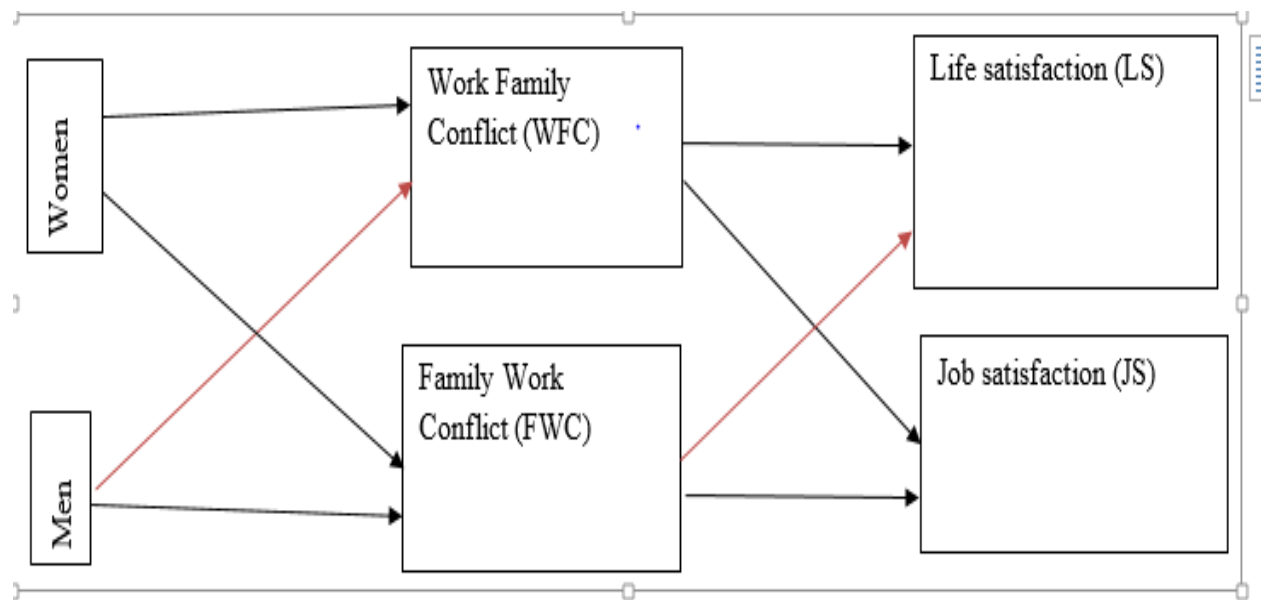 Women
Work Family
Conflict (WFC)
Life satisfaction (LS)
Men
Family Work
Conflict (FWC)
Job satisfaction (JS)